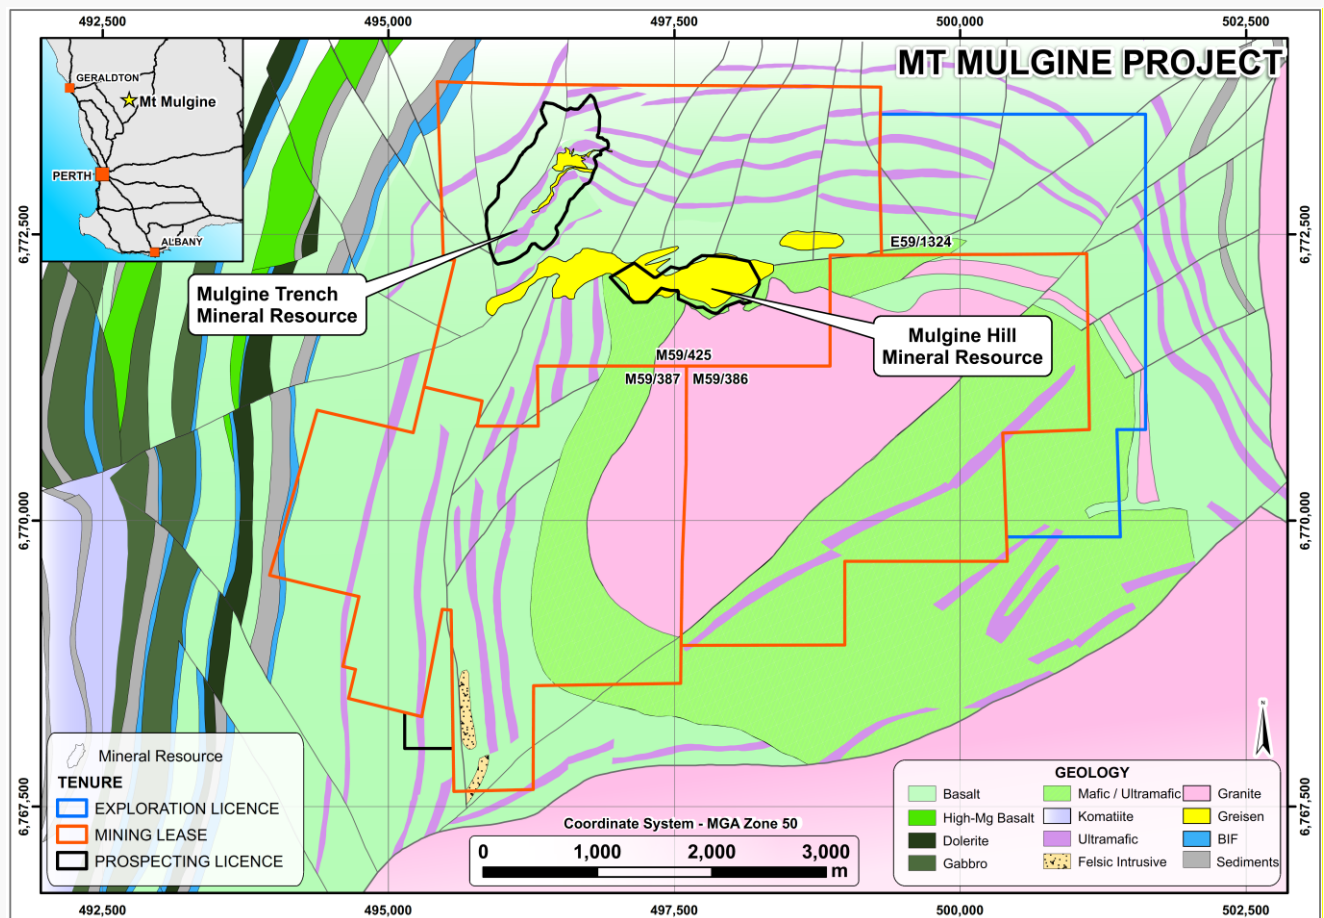 492,500 495,000 497,500 500,000 502,500
MT MULGINE PROJECT
GERALDTON
Mt Mulgine
PERTH
ALBANY
6,772,500
6,772,500
E59/1324
Mulgine Trench
Mineral Resource
Mulgine Hill
Mineral Resource
M59/425
M59/387 M59/386
6,770,000
6,770,000
N
Mineral Resource
TENURE
EXPLORATION LICENCE
MINING LEASE
PROSPECTING LICENCE
6,767,500
6,767,500
Coordinate System - MGA Zone 50
0 1,000 2,000 3,000
m
GEOLOGY
Basalt
High-Mg Basalt
Dolerite
Gabbro
Mafic / Ultramafic
Komatiite
Ultramafic
Felsic Intrusive
Granite
Greisen
BIF
Sediments
492,500 495,000 497,500 500,000 502,500